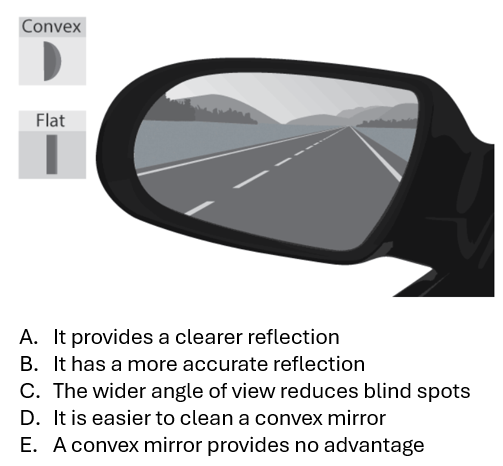 Convex
Flat
A. It provides a clearer reflection
B. It has a more accurate reflection
C. The wider angle of view reduces blind spots
D. It is easier to clean a convex mirror
E. A convex mirror provides no advantage